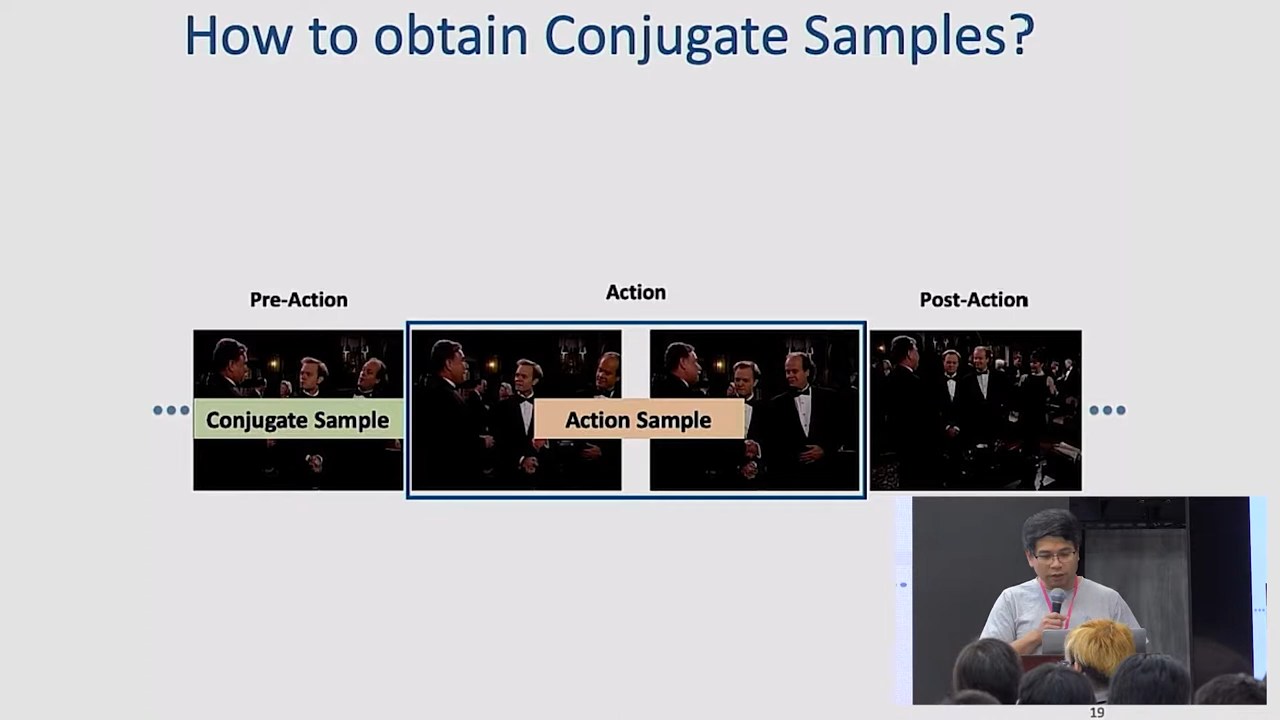 How to obtain Conjugate Samples?
Pre-Action
Action
Post-Action
Conjugate Sample
Action Sample
19